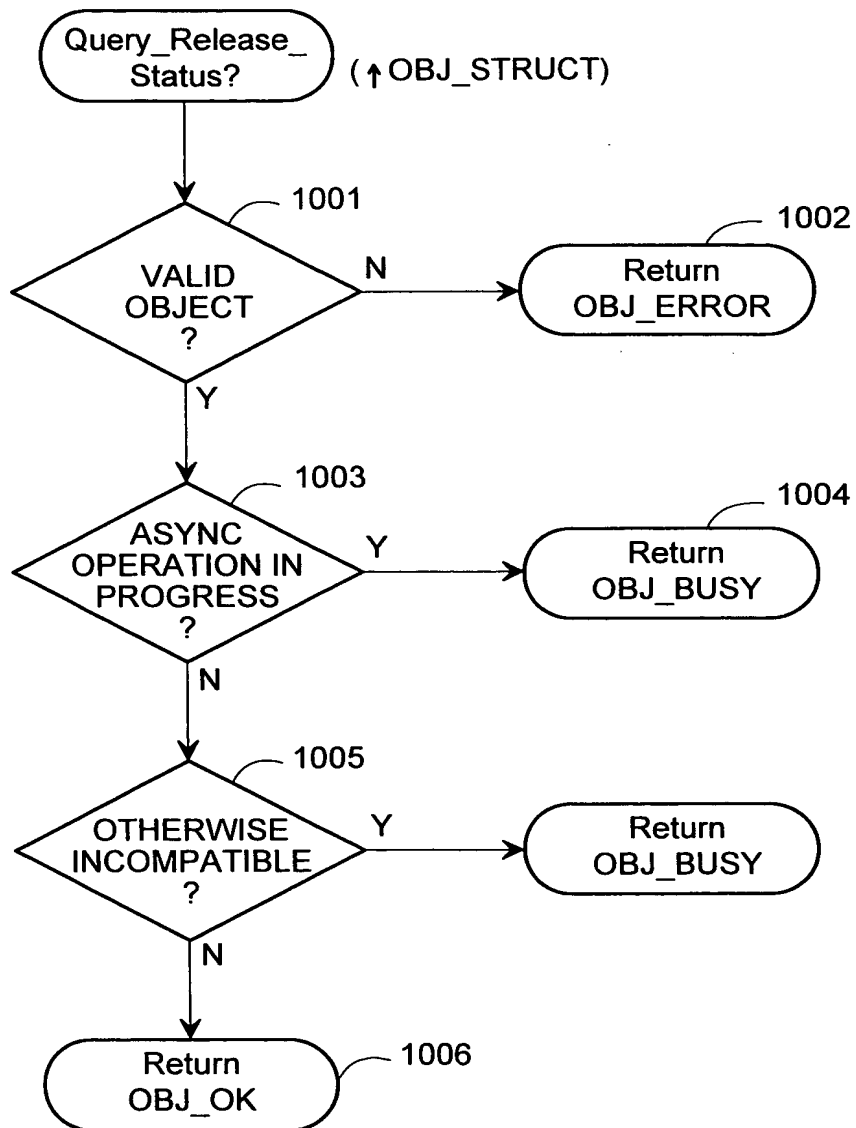 Query_Release_
Status?
(↑OBJ_STRUCT)
1001
VALID
OBJECT
?
N
1002
Return
OBJ_ERROR
Y
1003
ASYNC
OPERATION IN
PROGRESS
?
Y
1004
Return
OBJ_BUSY
N
1005
OTHERWISE
INCOMPATIBLE
?
Y
Return
OBJ_BUSY
N
Return
OBJ_OK
1006